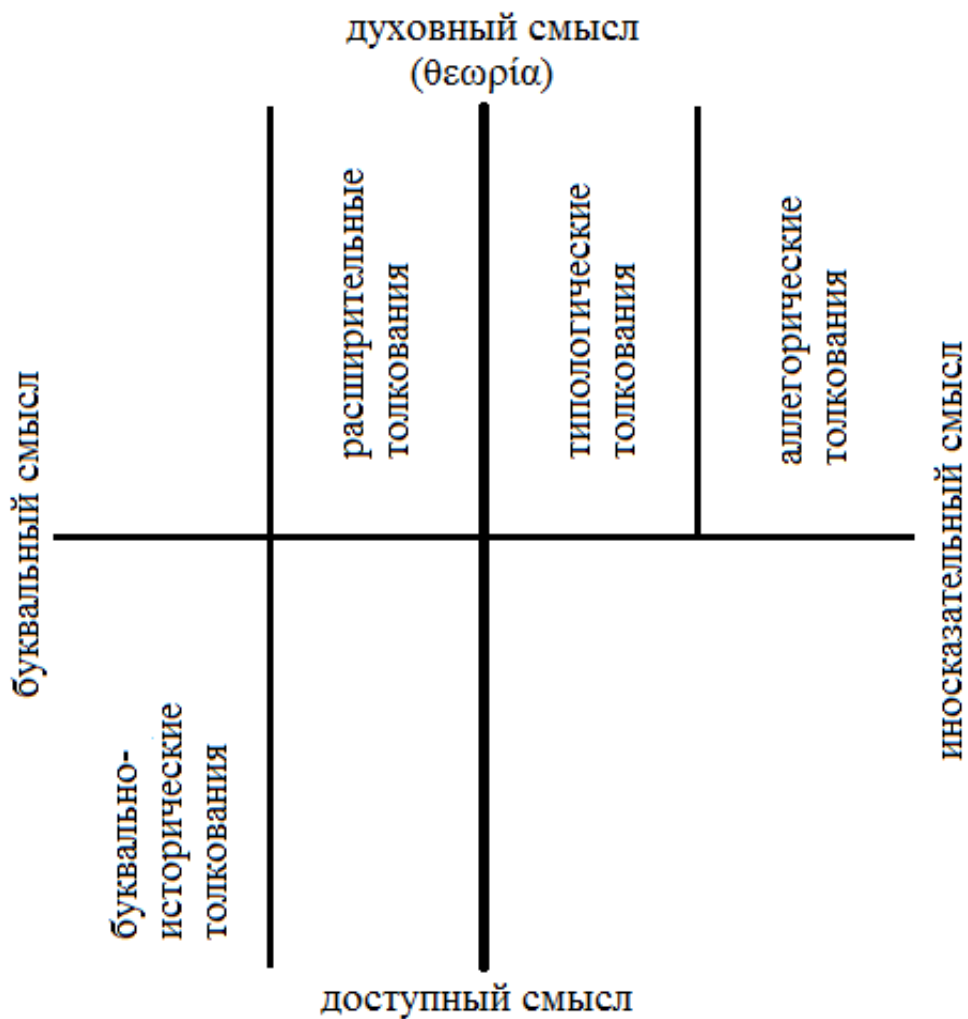 духовный смысл
(θεωρία)
буквальный смысл
расширительные
толкования
типологические
толкования
аллегорические
толкования
иносказательный смысл
буквально-
исторические
толкования
доступный смысл